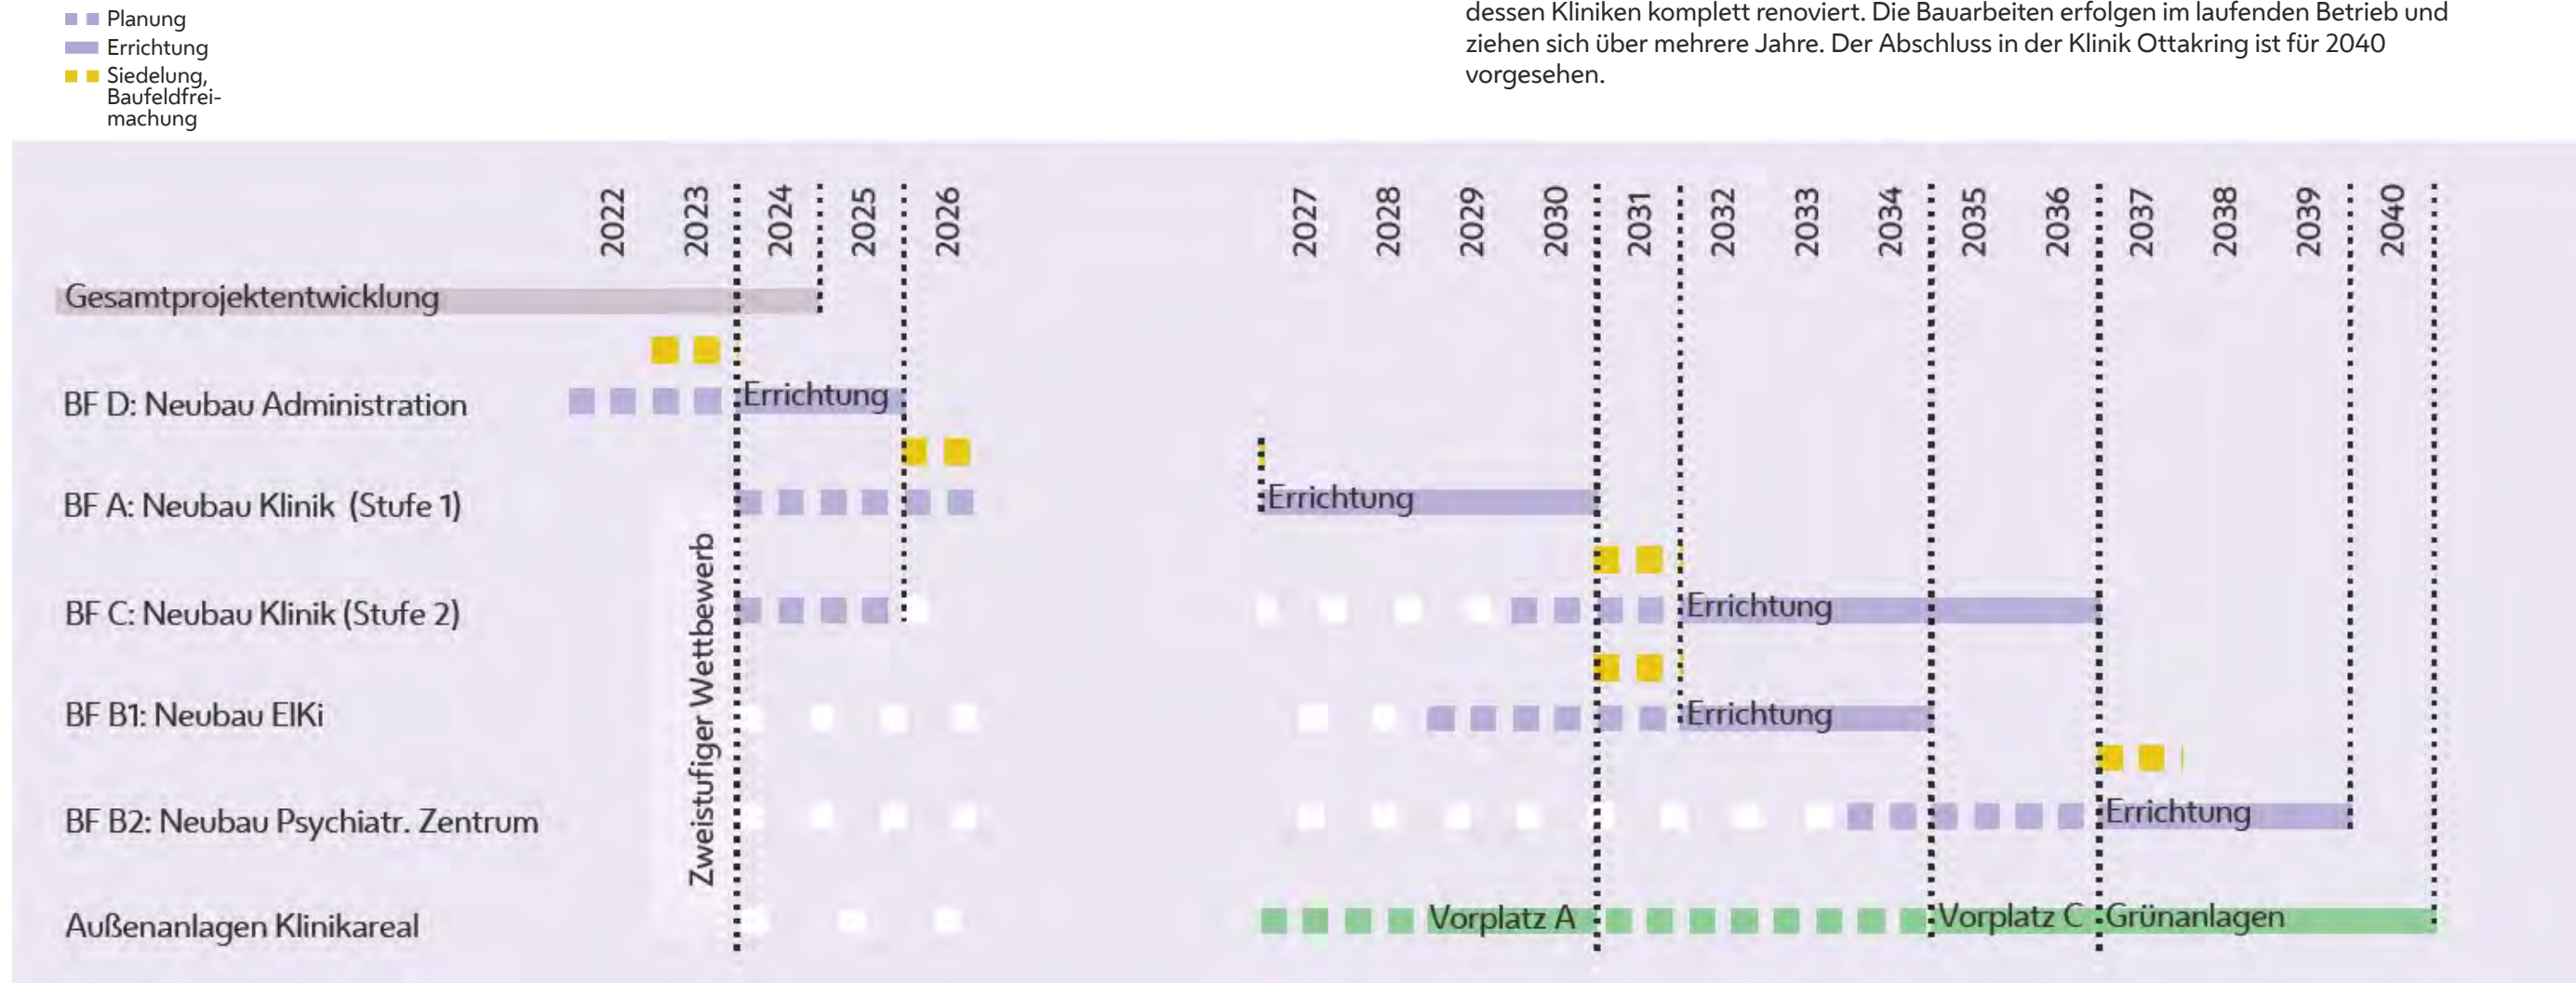 Planung
Errichtung
Siedelung,
Baufeldfrei-
machung
dessen Kliniken komplett renoviert. Die Bauarbeiten erfolgen im laufenden Betrieb und
ziehen sich über mehrere Jahre. Der Abschluss in der Klinik Ottakring ist für 2040
vorgesehen.
2022 2023 2024 2025 2026 2027 2028 2029 2030 2031 2032 2033 2034 2035 2036 2037 2038 2039 2040
Gesamtprojektentwicklung
BF D: Neubau Administration Errichtung
BF A: Neubau Klinik (Stufe 1) Errichtung
Zweistufiger Wettbewerb
BF C: Neubau Klinik (Stufe 2) Errichtung
BF B1: Neubau ElKi Errichtung
BF B2: Neubau Psychiatr. Zentrum Errichtung
Außenanlagen Klinikareal Vorplatz A Vorplatz C Grünanlagen